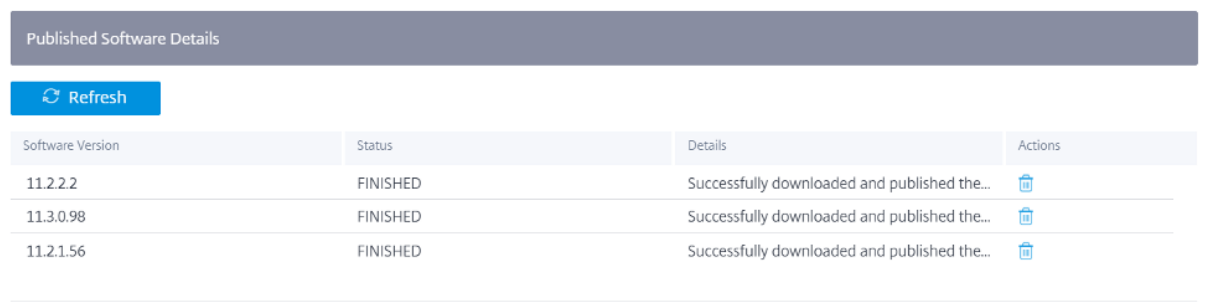 Published Software Details
Refresh
Software Version Status Details Actions
11.2.2.2 FINISHED Successfully downloaded and published the...
11.3.0.98 FINISHED Successfully downloaded and published the...
11.2.1.56 FINISHED Successfully downloaded and published the...